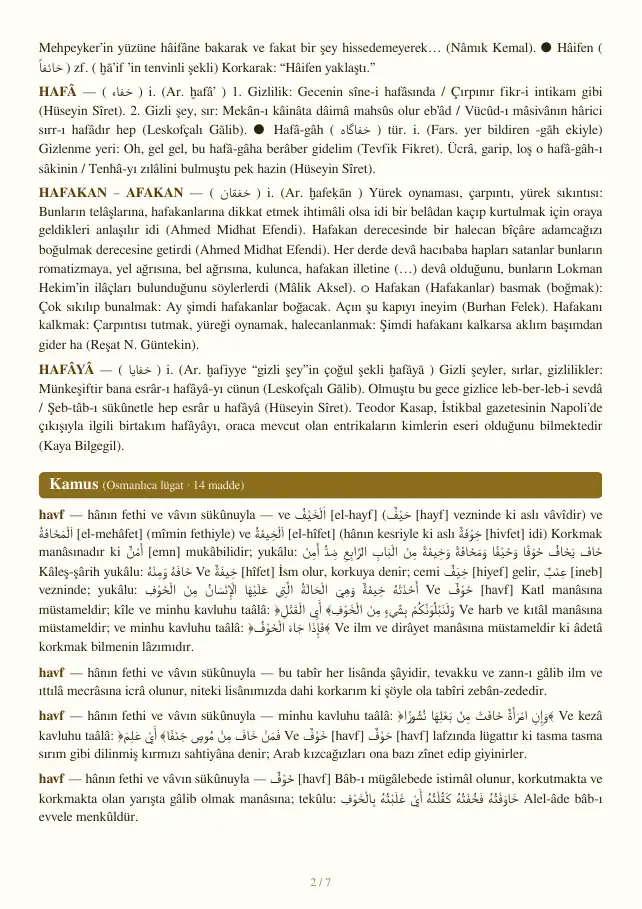 Mehpeyker’in yüzüne hâifâne bakarak ve fakat bir şey hissedemeyerek… (Nâmık Kemal). ● Hâifen (
خائفاً ) zf. ( ḫā’if ’in tenvinli şekli) Korkarak: “Hâifen yaklaştı.”
HAFÂ — ( خفاء ) i. (Ar. ḫafā’ ) 1. Gizlilik: Gecenin sîne-i hafâsında / Çırpınır fikr-i intikam gibi
(Hüseyin Sîret). 2. Gizli şey, sır: Mekân-ı kâinâta dâimâ mahsûs olur eb’âd / Vücûd-ı mâsivânın hârici
sırr-ı hafâdır hep (Leskofçalı Gālib). ● Hafâ-gâh ( خفاگاه ) tür. i. (Fars. yer bildiren -gāh ekiyle)
Gizlenme yeri: Oh, gel gel, bu hafâ-gâha berâber gidelim (Tevfik Fikret). Ücrâ, garip, loş o hafâ-gâh-ı
sâkinin / Tenhâ-yı zılâlini bulmuştu pek hazin (Hüseyin Sîret).
HAFAKAN – AFAKAN — ( خفقان ) i. (Ar. ḫafeḳān ) Yürek oynaması, çarpıntı, yürek sıkıntısı:
Bunların telâşlarına, hafakanlarına dikkat etmek ihtimâli olsa idi bir belâdan kaçıp kurtulmak için oraya
geldikleri anlaşılır idi (Ahmed Midhat Efendi). Hafakan derecesinde bir halecan bîçâre adamcağızı
boğulmak derecesine getirdi (Ahmed Midhat Efendi). Her derde devâ hacıbaba hapları satanlar bunların
romatizmaya, yel ağrısına, bel ağrısına, kulunca, hafakan illetine (…) devâ olduğunu, bunların Lokman
Hekim’in ilâçları bulunduğunu söylerlerdi (Mâlik Aksel). ѻ Hafakan (Hafakanlar) basmak (boğmak):
Çok sıkılıp bunalmak: Ay şimdi hafakanlar boğacak. Açın şu kapıyı ineyim (Burhan Felek). Hafakanı
kalkmak: Çarpıntısı tutmak, yüreği oynamak, halecanlanmak: Şimdi hafakanı kalkarsa aklım başımdan
gider ha (Reşat N. Güntekin).
HAFÂYÂ — ( خفايا ) i. (Ar. ḫafіyye “gizli şey”in çoğul şekli ḫafāyā ) Gizli şeyler, sırlar, gizlilikler:
Münkeşiftir bana esrâr-ı hafâyâ-yı cünun (Leskofçalı Gālib). Olmuştu bu gece gizlice leb-ber-leb-i sevdâ
/ Şeb-tâb-ı sükûnetle hep esrâr u hafâyâ (Hüseyin Sîret). Teodor Kasap, İstikbal gazetesinin Napoli’de
çıkışıyla ilgili birtakım hafâyâyı, oraca mevcut olan entrikaların kimlerin eseri olduğunu bilmektedir
(Kaya Bilgegil).
Kamus (Osmanlıca lügat · 14 madde)
havf — hânın fethi ve vâvın sükûnuyla — ve اَلْخَيْفُ [el-hayf] (حَيْفٌ [hayf] vezninde ki aslı vâvîdir) ve
اَلْمَخَافَةُ [el-mehâfet] (mîmin fethiyle) ve اَلْخِيفَةُ [el-hîfet] (hânın kesriyle ki aslı خِوْفَةٌ [hivfet] idi) Korkmak
manâsınadır ki أَمْنٌ [emn] mukâbilidir; yukâlu: خَافَ يَخَافُ خَوْفًا وَخَيْفًا وَمَخَافَةً وَخِيفَةً مِنَ الْبَابِ الرَّابِعِ ضِدُّ أَمِنَ
Kâleş-şârih yukâlu: خَافَهُ وَمِنْهُ Ve خِيفَةٌ [hîfet] İsm olur, korkuya denir; cemi خِيَفٌ [hiyef] gelir, عِنَبٌ [ineb]
vezninde; yukâlu: أَخَذَتْهُ خِيفَةٌ وَهِيَ الْحَالَةُ الَّتِي عَلَيْهَا الْإِنْسَانُ مِنَ الْخَوْفِ Ve خَوْفٌ [havf] Katl manâsına
müstameldir; kîle ve minhu kavluhu taâlâ: ﴿وَلَنَبْلُوَنَّكُمْ بِشَيْءٍ مِنَ الْخَوْفِ﴾ أَيِ الْقَتْلِ Ve harb ve kıtâl manâsına
müstameldir; ve minhu kavluhu taâlâ: ﴿فَإِذَا جَاءَ الْخَوْفُ﴾ Ve ilm ve dirâyet manâsına müstameldir ki âdetâ
korkmak bilmenin lâzımıdır.
havf — hânın fethi ve vâvın sükûnuyla — bu tabîr her lisânda şâyidir, tevakku ve zann-ı gâlib ilm ve
ıttılâ mecrâsına icrâ olunur, niteki lisânımızda dahi korkarım ki şöyle ola tabîri zebân-zededir.
havf — hânın fethi ve vâvın sükûnuyla — minhu kavluhu taâlâ: ﴿وَإِنِ امْرَأَةٌ خَافَتْ مِنْ بَعْلِهَا نُشُوزًا﴾ Ve kezâ
kavluhu taâlâ: ﴿فَمَنْ خَافَ مِنْ مُوصٍ جَنَفًا﴾ أَيْ عَلِمَ Ve خَوْفٌ [havf] حَوْفٌ [havf] lafzında lügattır ki tasma tasma
sırım gibi dilinmiş kırmızı sahtiyâna denir; Arab kızcağızları ona bazı zînet edip giyinirler.
havf — hânın fethi ve vâvın sükûnuyla — خَوْفٌ [havf] Bâb-ı mügâlebede istimâl olunur, korkutmakta ve
korkmakta olan yarışta gâlib olmak manâsına; tekûlu: خَاوَفْتُهُ فَخُفْتُهُ كَقُلْتُهُ أَيْ غَلَبْتُهُ بِالْخَوْفِ Alel-âde bâb-ı
evvele menkûldür.
2 / 7